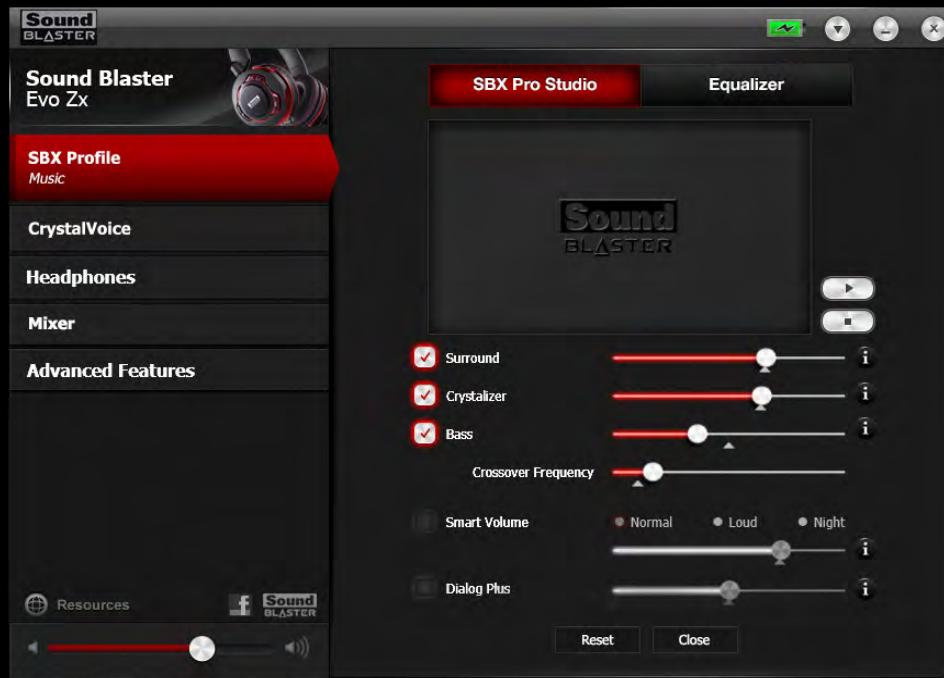 Sound
BLASTER
Sound Blaster
Evo Zx
SBX Profile
Music
CrystalVoice
Headphones
Mixer
Advanced Features
Resources
f
Sound
BLASTER
SBX Pro Studio
Equalizer
Sound
BLASTER
Surround
i
Crystalizer
i
Bass
i
Crossover Frequency
Smart Volume
Normal
Loud
Night
i
Dialog Plus
i
Reset
Close